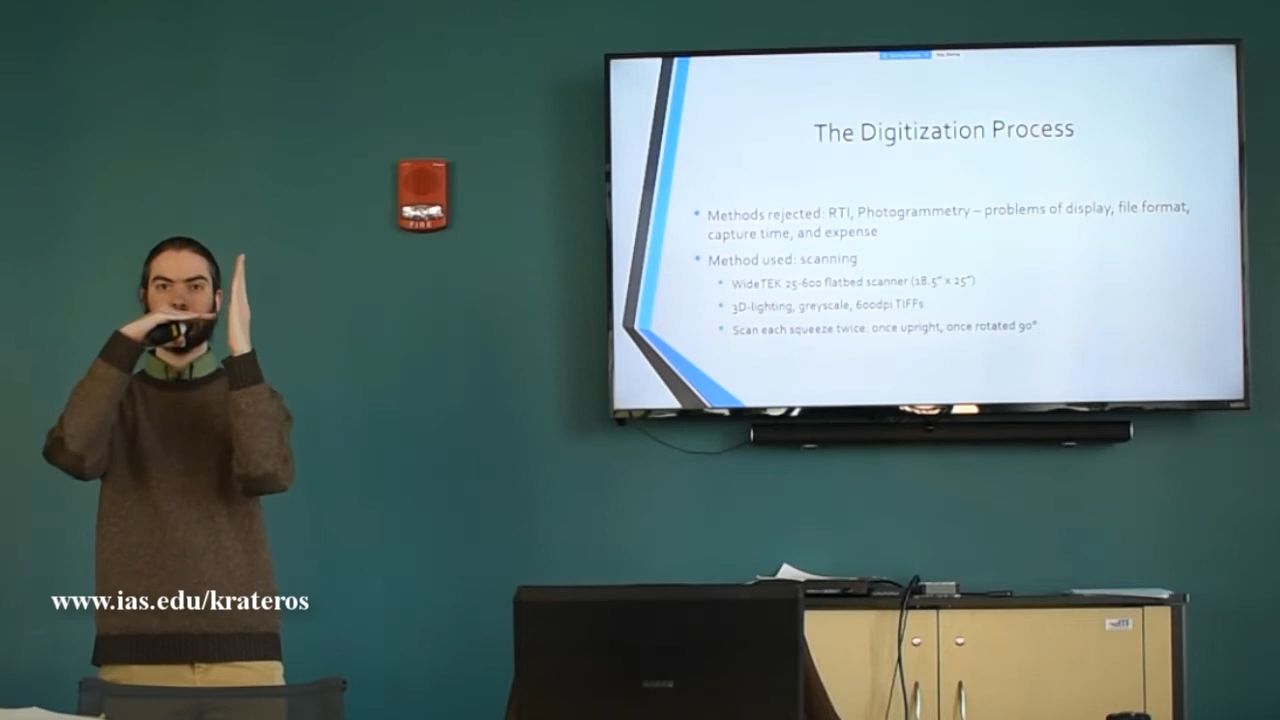 The Digitization Process
Methods rejected: RTI, Photogrammetry – problems of display, file format,
capture time, and expense
Method used: scanning
WideTEK 25-600 flatbed scanner (18.5" x 25")
3D-lighting, greyscale, 600dpi TIFFs
Scan each squeeze twice: once upright, once rotated 90°
FIRE
www.ias.edu/krateros